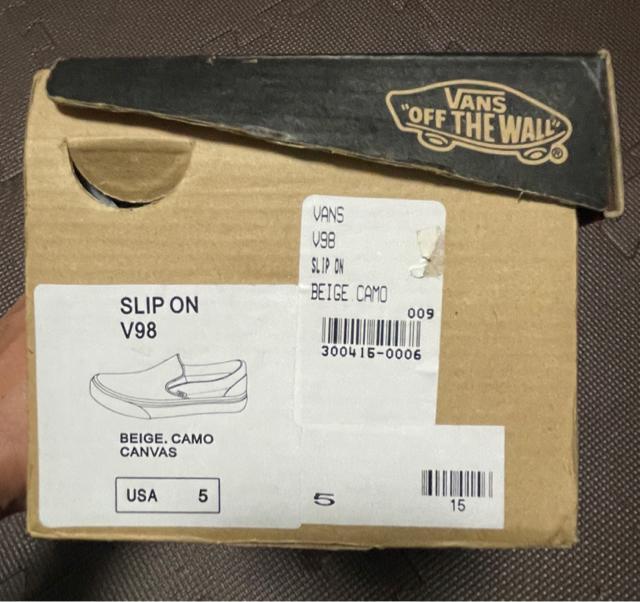 VANS
"OFF THE WALL"
®
VANS
V98
SLIP ON
BEIGE CAMO
009
300416-0006
SLIP ON
V98
BEIGE. CAMO
CANVAS
USA 5
5
15